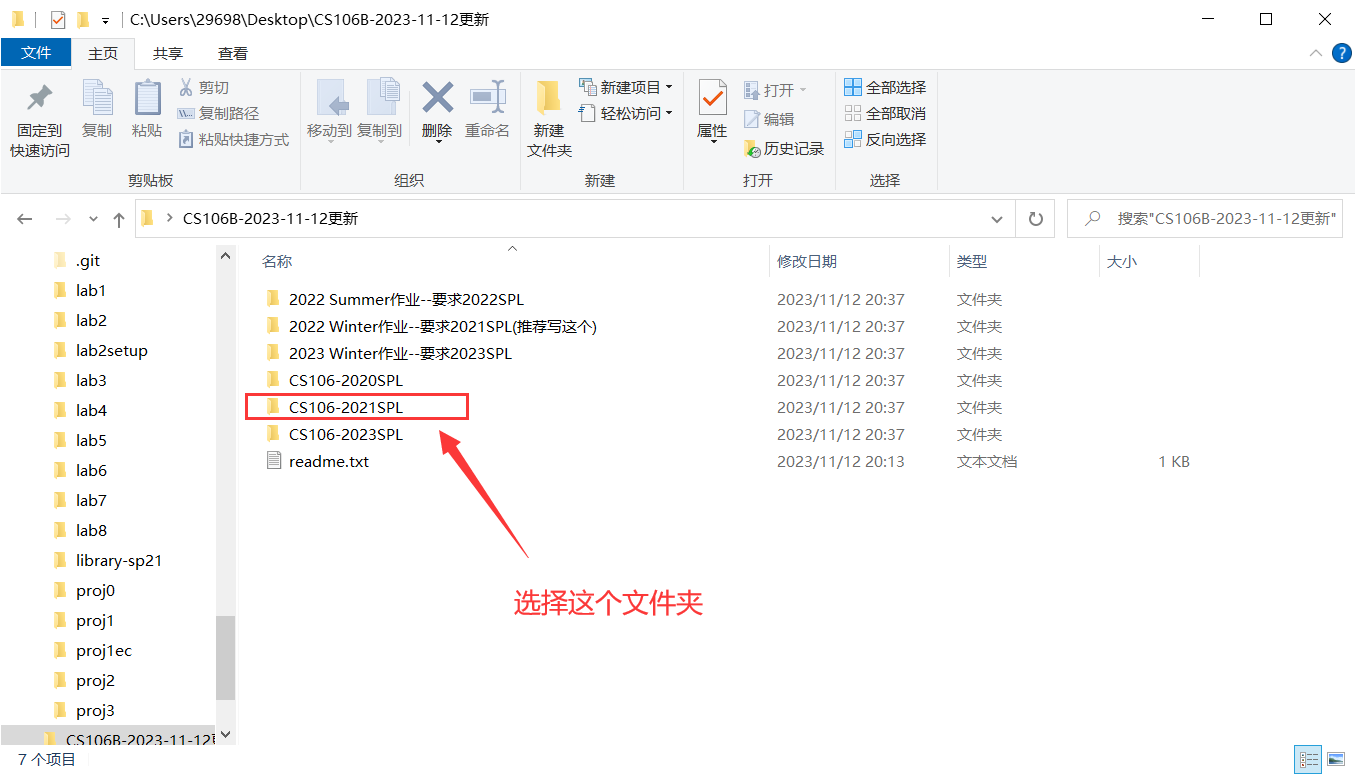 C:\Users\29698\Desktop\CS106B-2023-11-12更新
文件 主页 共享 查看
固定到
快速访问
复制
粘贴
剪切
复制路径
粘贴快捷方式
剪贴板
移动到
复制到
删除
重命名
组织
新建
文件夹
新建项目
轻松访问
新建
属性
打开
编辑
历史记录
打开
全部选择
全部取消
反向选择
选择
CS106B-2023-11-12更新
搜索"CS106B-2023-11-12更新"
.git
lab1
lab2
lab2setup
lab3
lab4
lab5
lab6
lab7
lab8
library-sp21
proj0
proj1
proj1ec
proj2
proj3
CS106B-2023-11-12更
名称 修改日期 类型 大小
2022 Summer作业--要求2022SPL 2023/11/12 20:37 文件夹
2022 Winter作业--要求2021SPL(推荐写这个) 2023/11/12 20:37 文件夹
2023 Winter作业--要求2023SPL 2023/11/12 20:37 文件夹
CS106-2020SPL 2023/11/12 20:37 文件夹
CS106-2021SPL 2023/11/12 20:37 文件夹
CS106-2023SPL 2023/11/12 20:37 文件夹
readme.txt 2023/11/12 20:13 文本文档 1 KB
选择这个文件夹
7 个项目